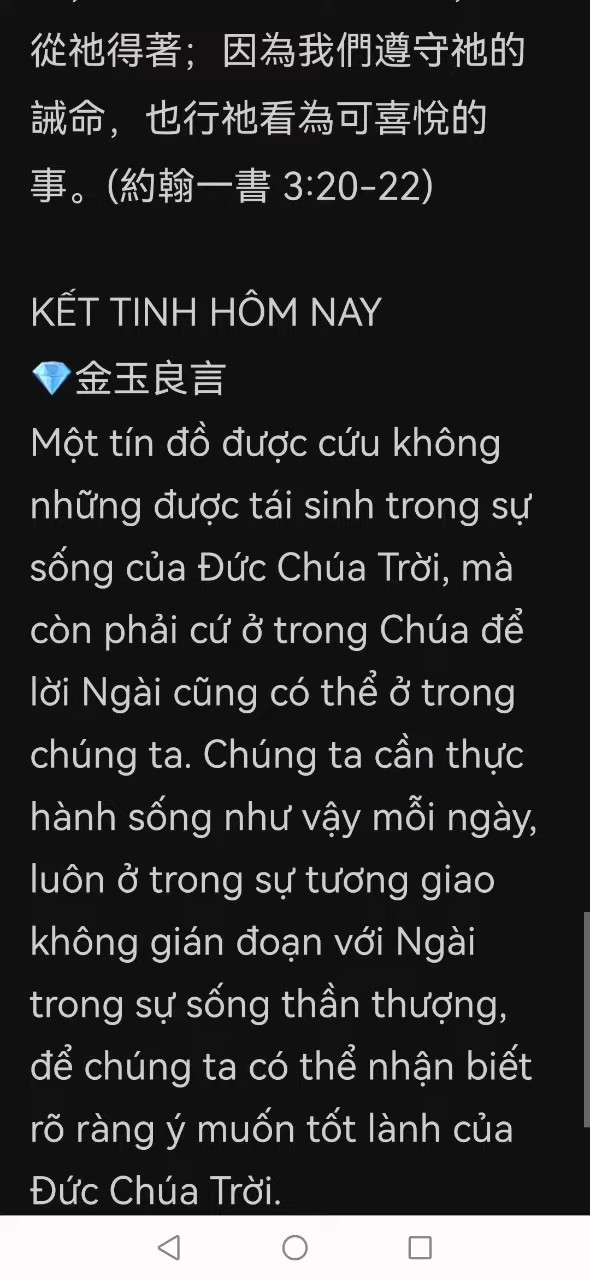 從祂得著；因為我們遵守祂的
誡命，也行祂看為可喜悅的
事。(約翰一書 3:20-22)
KẾT TINH HÔM NAY
💎金玉良言
Một tín đồ được cứu không
những được tái sinh trong sự
sống của Đức Chúa Trời, mà
còn phải cứ ở trong Chúa để
lời Ngài cũng có thể ở trong
chúng ta. Chúng ta cần thực
hành sống như vậy mỗi ngày,
luôn ở trong sự tương giao
không gián đoạn với Ngài
trong sự sống thần thượng,
để chúng ta có thể nhận biết
rõ ràng ý muốn tốt lành của
Đức Chúa Trời.